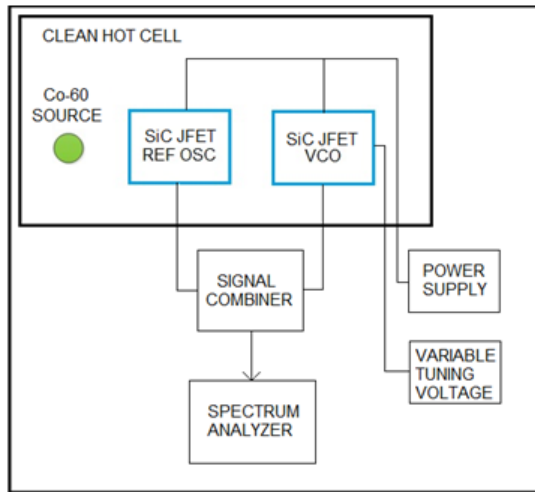 CLEAN HOT CELL
Co-60
SOURCE
SiC JFET
REF OSC
SiC JFET
VCO
SIGNAL
COMBINER
POWER
SUPPLY
VARIABLE
TUNING
VOLTAGE
SPECTRUM
ANALYZER